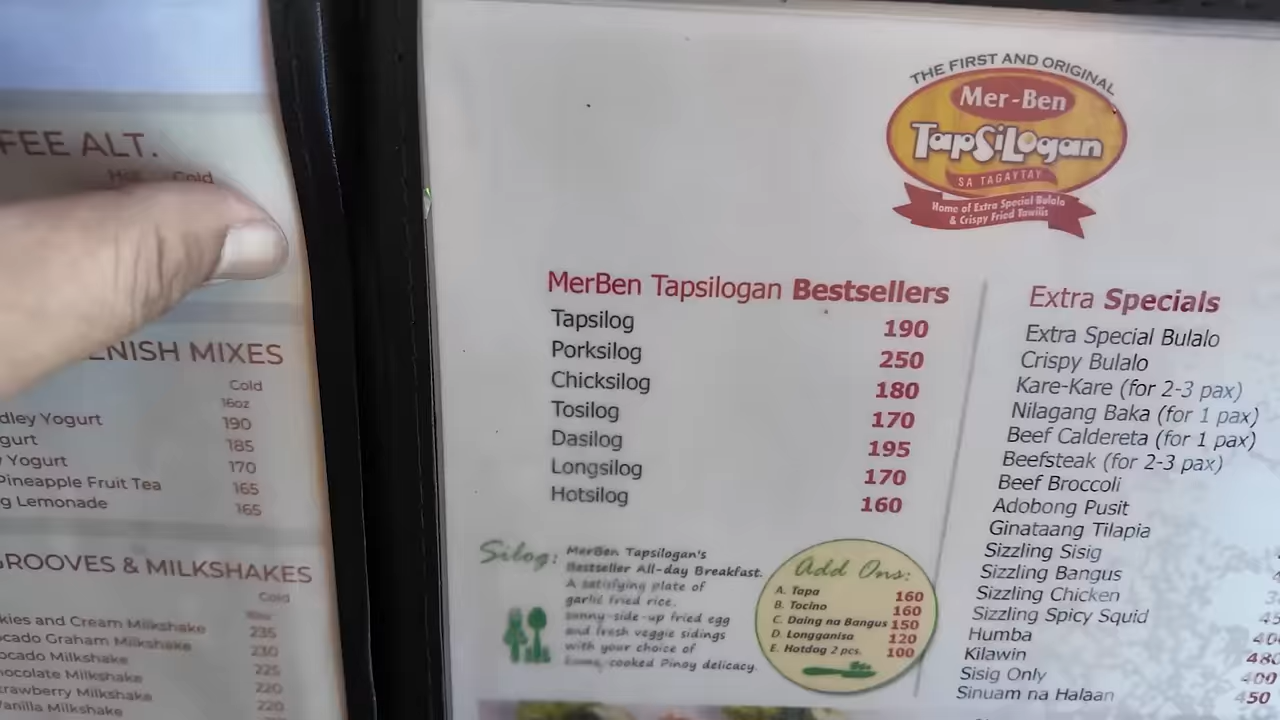 FEE ALT.
Cold
ENISH MIXES
Cold
16oz
dley Yogurt 190
gurt 185
Yogurt 170
Pineapple Fruit Tea 165
g Lemonade 165
GROOVES & MILKSHAKES
Cold
kies and Cream Milkshake 235
ocado Graham Milkshake 230
ocado Milkshake 225
hocolate Milkshake 220
trawberry Milkshake 220
Vanilla Milkshake
THE FIRST AND ORIGINAL
Mer-Ben
TapSiLogan
SA TAGAYTAY
Home of Extra Special Bulalo
& Crispy Fried Tawilis
MerBen Tapsilogan Bestsellers
Tapsilog 190
Porksilog 250
Chicksilog 180
Tosilog 170
Dasilog 195
Longsilog 170
Hotsilog 160
Silog:
MerBen Tapsilogan's
Bestseller All-day Breakfast.
A satisfying plate of
garlic fried rice,
sunny-side-up fried egg
and fresh veggie sidings
with your choice of
cooked Pinoy delicacy.
Add Ons:
A. Tapa 160
B. Tocino 160
C. Daing na Bangus 150
D. Longganisa 120
E. Hotdog 2 pcs. 100
Extra Specials
Extra Special Bulalo
Crispy Bulalo
Kare-Kare (for 2-3 pax)
Nilagang Baka (for 1 pax)
Beef Caldereta (for 1 pax)
Beefsteak (for 2-3 pax)
Beef Broccoli
Adobong Pusit
Ginataang Tilapia
Sizzling Sisig
Sizzling Bangus
Sizzling Chicken
Sizzling Spicy Squid 45
Humba 40
Kilawin 480
Sisig Only 400
Sinuam na Halaan 450